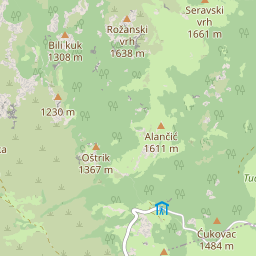 Seravski
vrh
1661 m
Rožanski
vrh
1638 m
Bili kuk
1308 m
1230 m
Alančić
1611 m
Oštrik
1367 m
Čukovac
1484 m